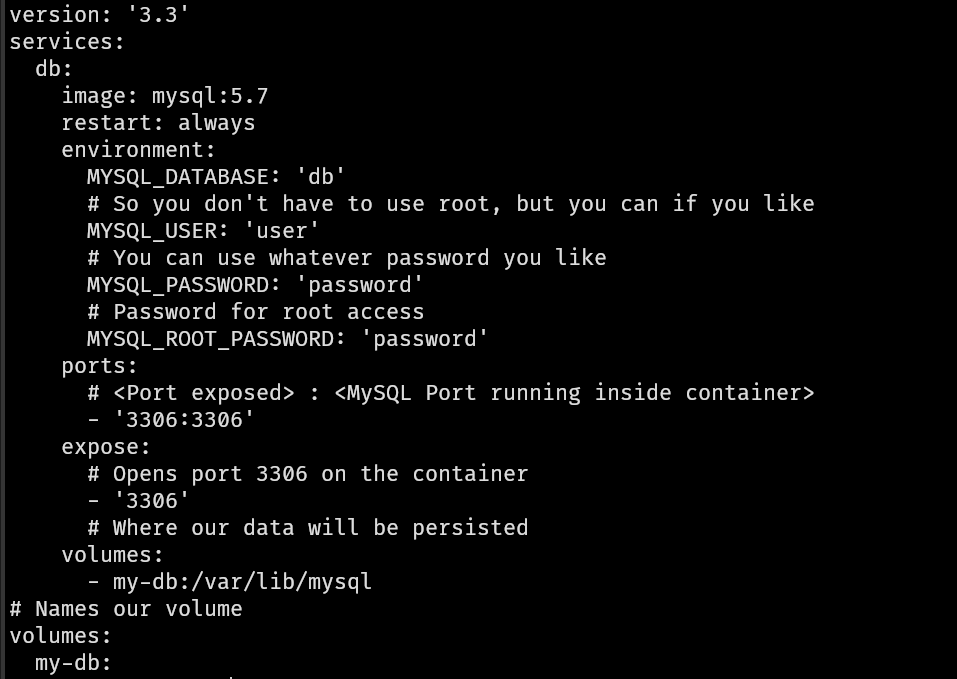 version: '3.3'
services:
  db:
    image: mysql:5.7
    restart: always
    environment:
      MYSQL_DATABASE: 'db'
      # So you don't have to use root, but you can if you like
      MYSQL_USER: 'user'
      # You can use whatever password you like
      MYSQL_PASSWORD: 'password'
      # Password for root access
      MYSQL_ROOT_PASSWORD: 'password'
    ports:
      # <Port exposed> : <MySQL Port running inside container>
      - '3306:3306'
    expose:
      # Opens port 3306 on the container
      - '3306'
      # Where our data will be persisted
    volumes:
      - my-db:/var/lib/mysql
# Names our volume
volumes:
  my-db: